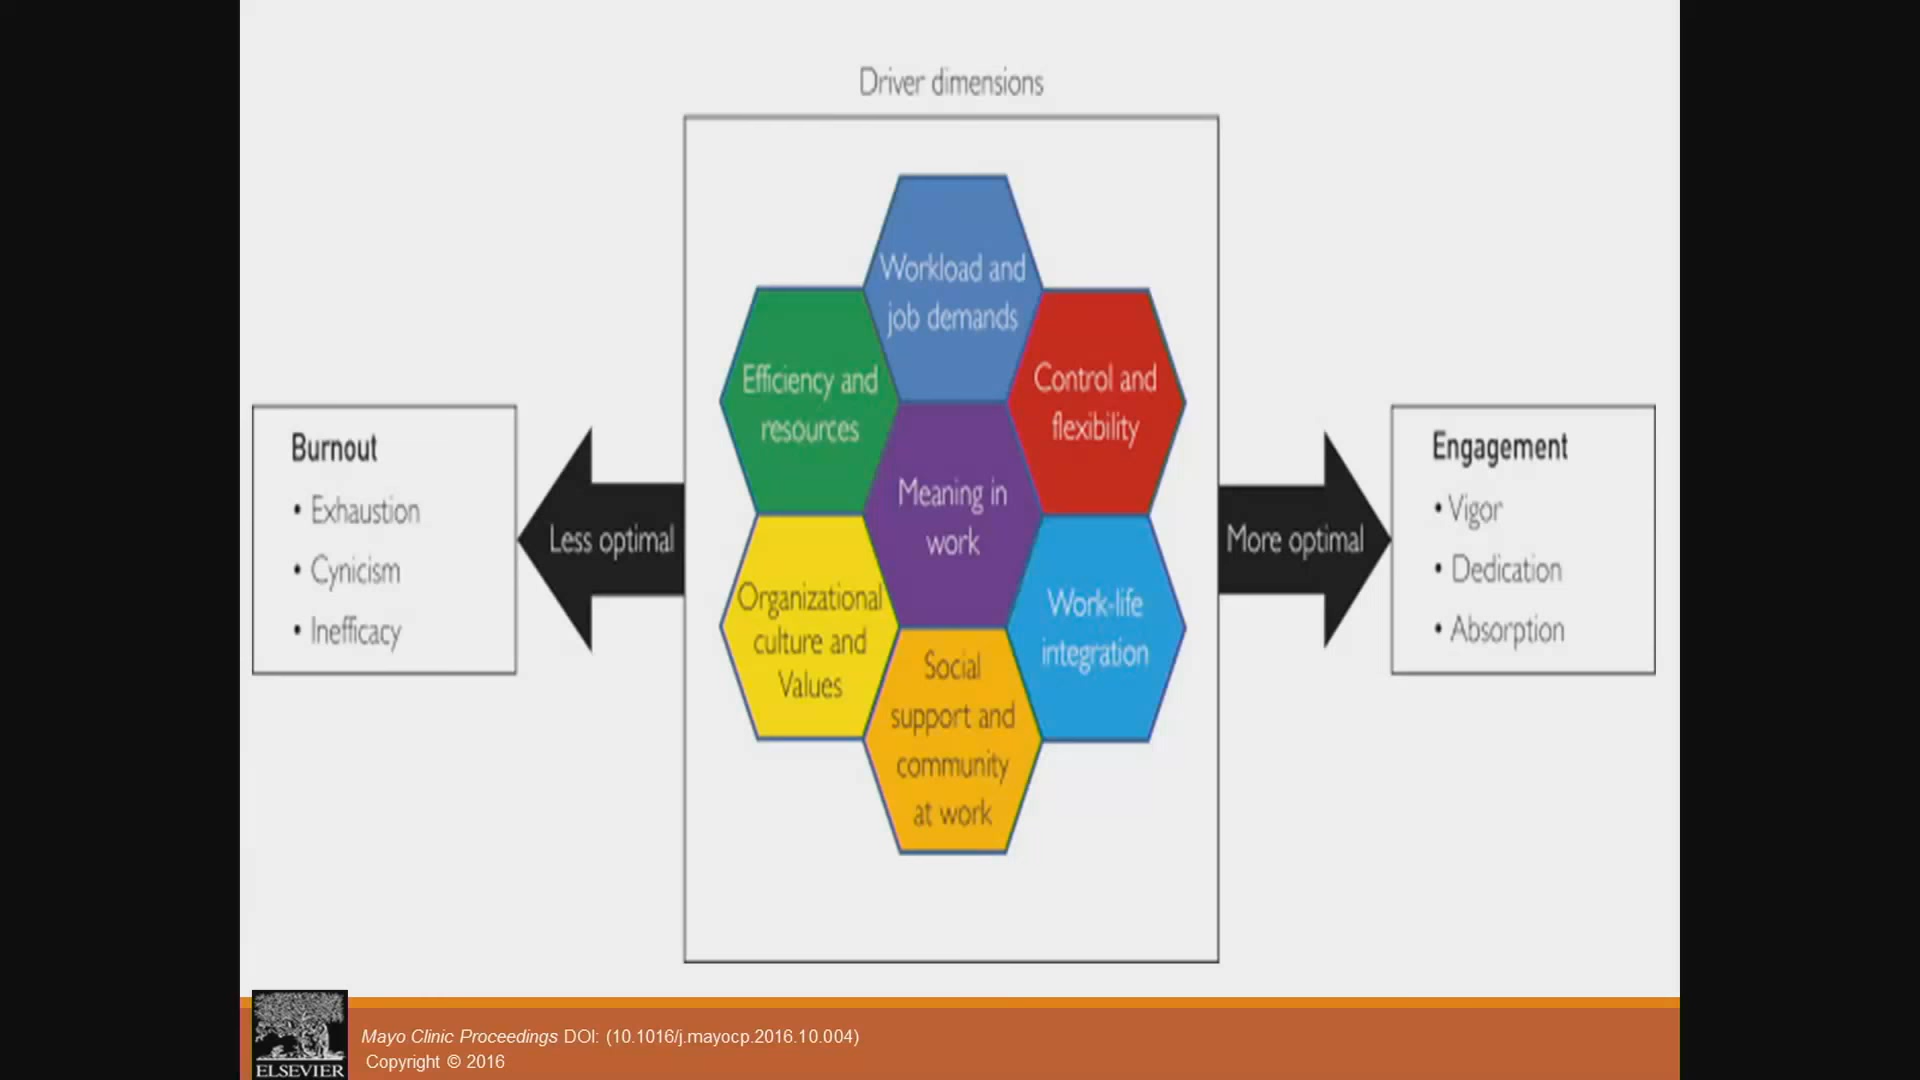 Driver dimensions
Workload and
job demands
Efficiency and
resources
Control and
flexibility
Meaning in
work
Organizational
culture and
Values
Work-life
integration
Social
support and
community
at work
Burnout
• Exhaustion
• Cynicism
• Inefficacy
Less optimal
More optimal
Engagement
• Vigor
• Dedication
• Absorption
ELSEVIER
Mayo Clinic Proceedings DOI: (10.1016/j.mayocp.2016.10.004)
Copyright © 2016